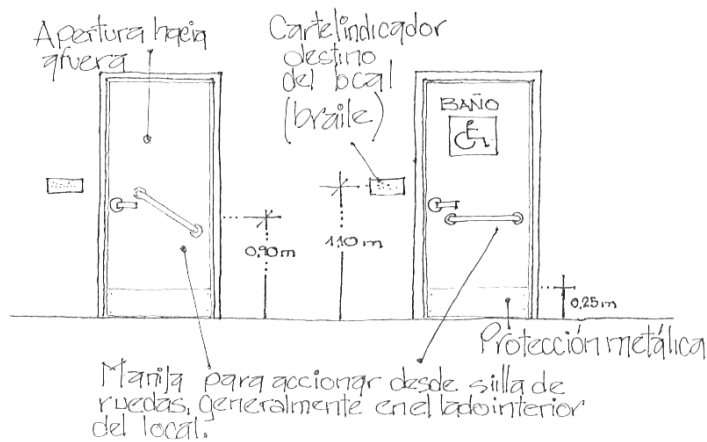 Apertura hacia
afuera
Cartel indicador
destino
del local
(braile)
BAÑO
0,90 m
1,10 m
0,25 m
Protección metálica
Manija para accionar desde silla de
ruedas, generalmente en el lado interior
del local.